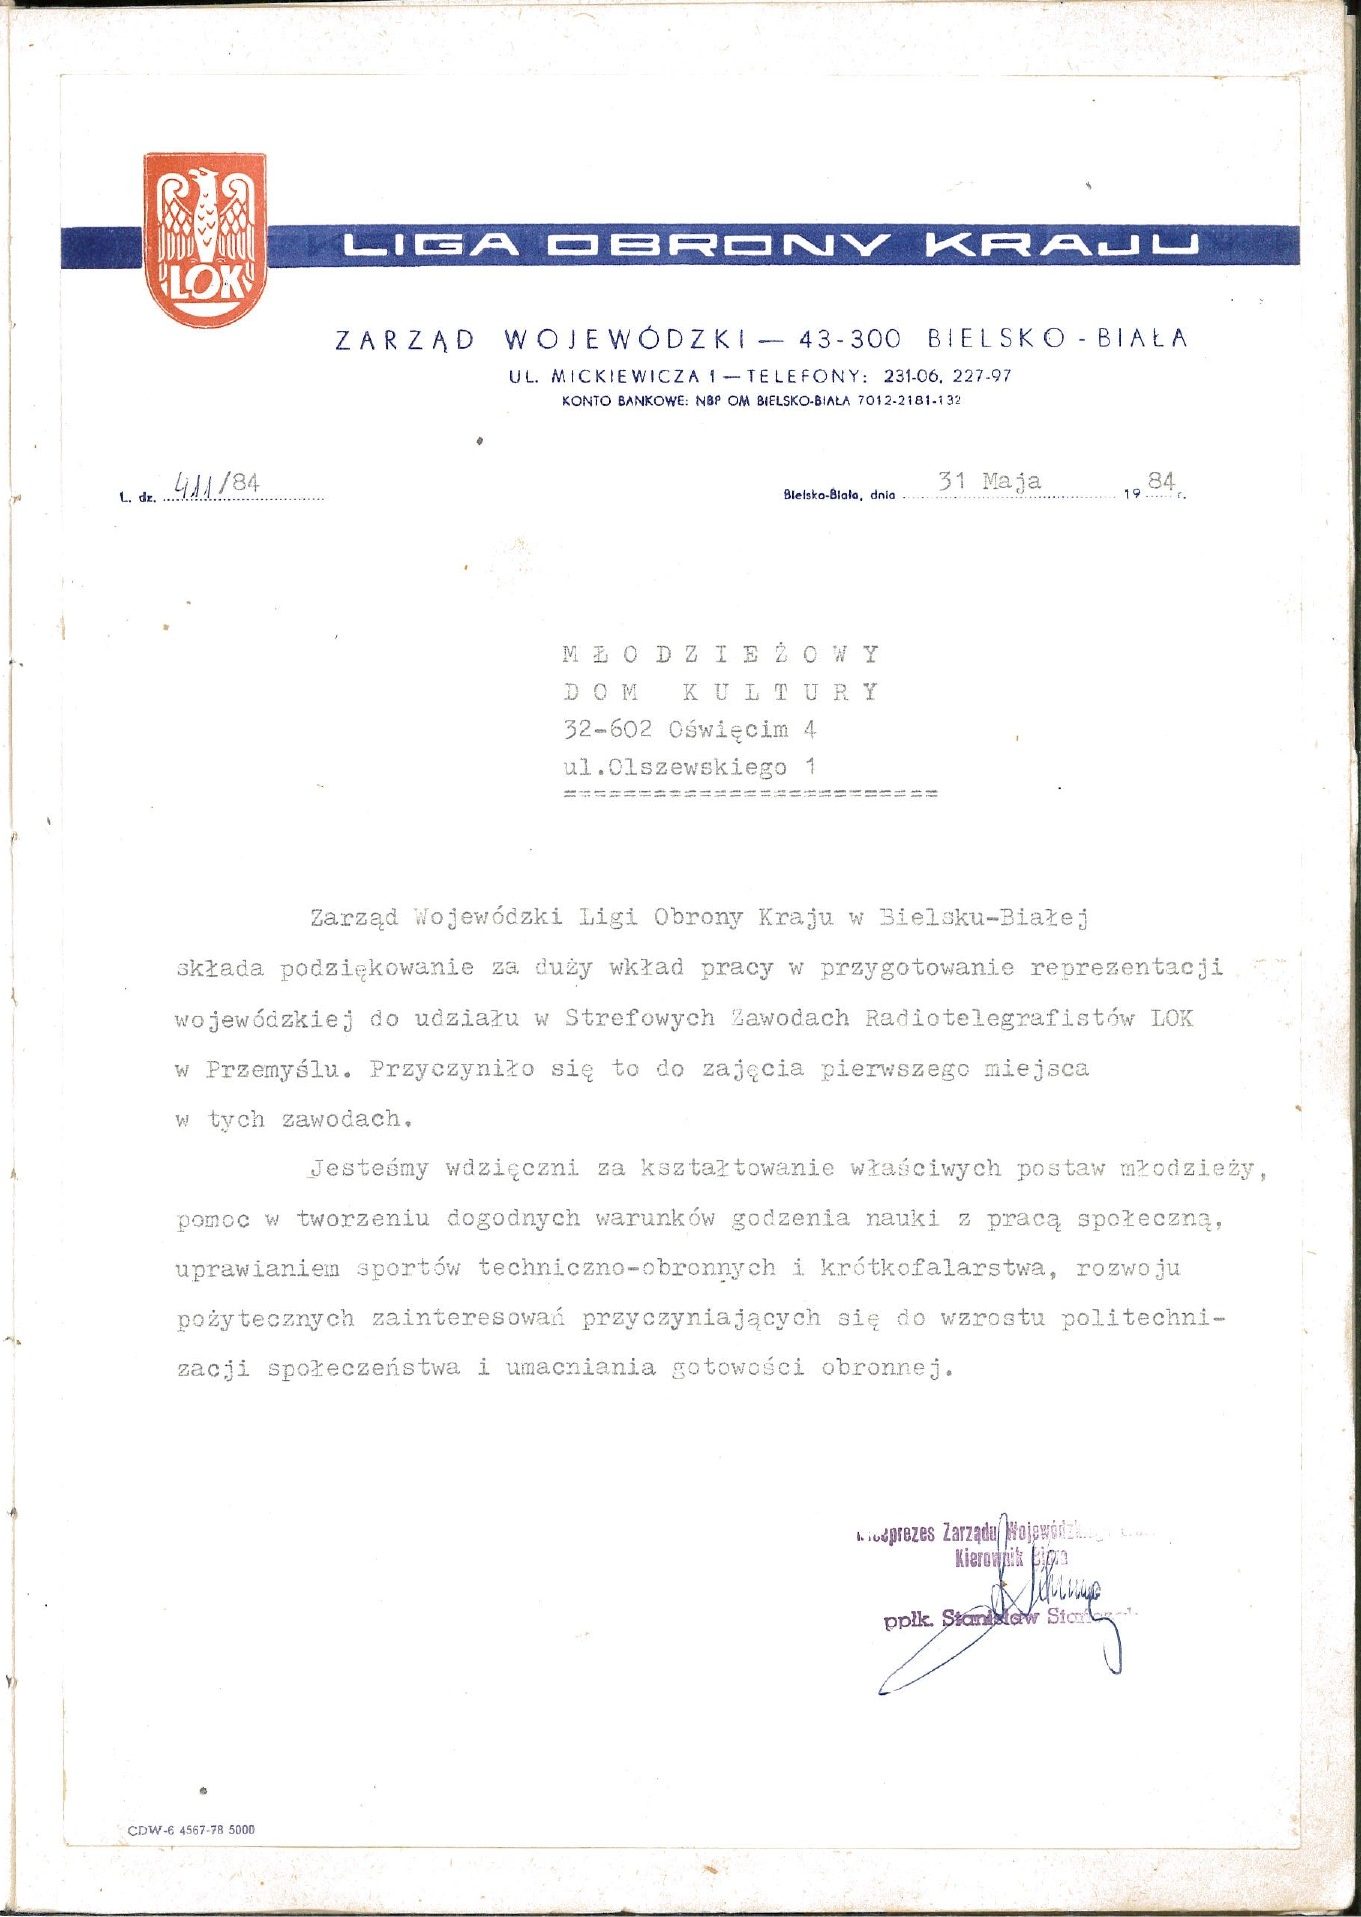 LOK
LIGA OBRONY KRAJU
ZARZĄD WOJEWÓDZKI — 43-300 BIELSKO-BIAŁA
UL. MICKIEWICZA 1 — TELEFONY: 231-06, 227-97
KONTO BANKOWE: NBP OM BIELSKO-BIAŁA 7012-2181-132
L. dz. 411/84
Bielsko-Biała, dnia 31 Maja 1984 r.
MŁODZIEŻOWY
DOM KULTURY
32-602 Oświęcim 4
ul.Olszewskiego 1
=========================
Zarząd Wojewódzki Ligi Obrony Kraju w Bielsku-Białej
składa podziękowanie za duży wkład pracy w przygotowanie reprezentacji
wojewódzkiej do udziału w Strefowych Zawodach Radiotelegrafistów LOK
w Przemyślu. Przyczyniło się to do zajęcia pierwszego miejsca
w tych zawodach.
Jesteśmy wdzięczni za kształtowanie właściwych postaw młodzieży,
pomoc w tworzeniu dogodnych warunków godzenia nauki z pracą społeczną,
uprawianiem sportów techniczno-obronnych i krótkofalarstwa, rozwoju
pożytecznych zainteresowań przyczyniających się do wzrostu politechni-
zacji społeczeństwa i umacniania gotowości obronnej.
Wiceprezes Zarządu Wojewódzkiego
Kierownik Biura
ppłk. Stanisław
CDW-6 4567-78 5000